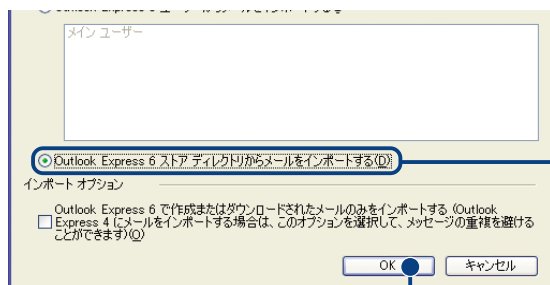 メイン ユーザー
Outlook Express 6 ストア ディレクトリからメールをインポートする(D)
インポート オプション
Outlook Express 6 で作成またはダウンロードされたメールのみをインポートする (Outlook
Express 4 にメールをインポートする場合は、このオプションを選択して、メッセージの重複を避ける
ことができます)(O)
OK キャンセル